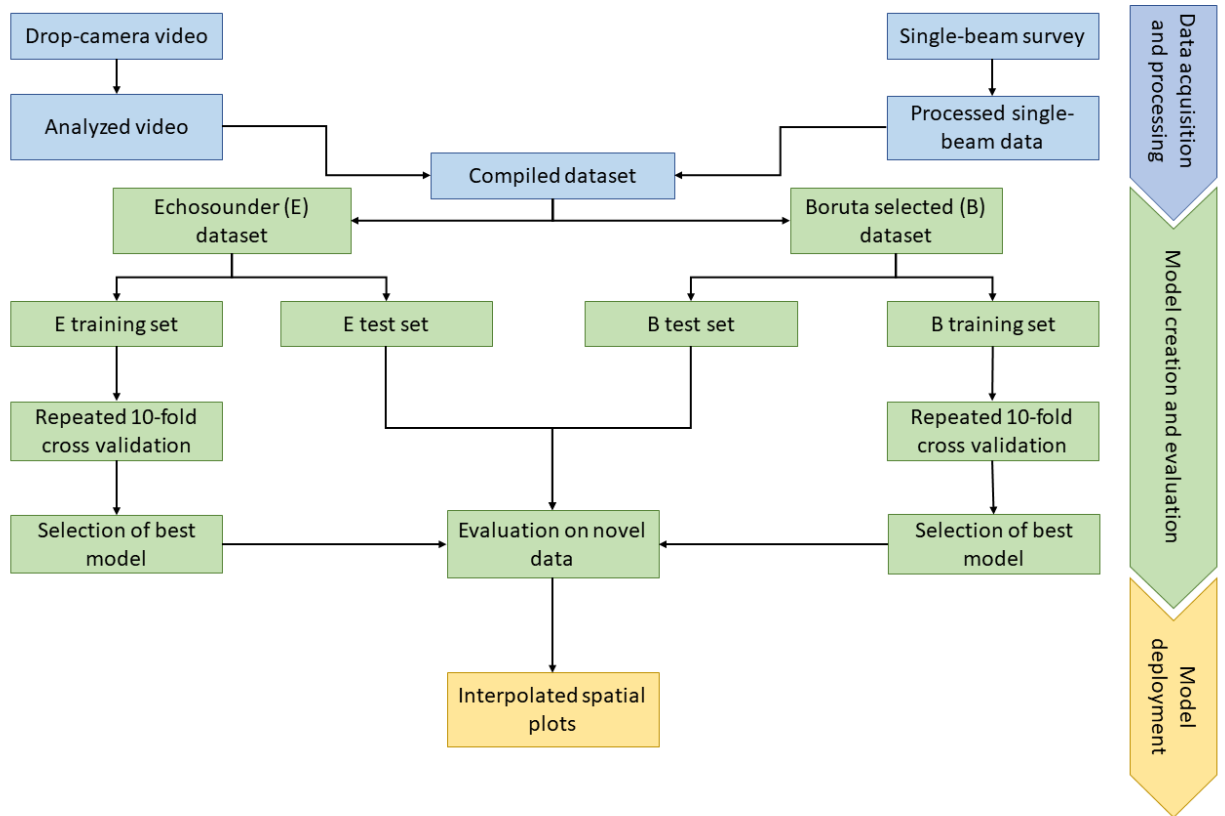 Drop-camera video
Single-beam survey
Analyzed video
Processed single-
beam data
Compiled dataset
Echosounder (E)
dataset
Boruta selected (B)
dataset
E training set
E test set
B test set
B training set
Repeated 10-fold
cross validation
Repeated 10-fold
cross validation
Selection of best
model
Evaluation on novel
data
Selection of best
model
Interpolated spatial
plots
Data acquisition
and processing
Model creation and evaluation
Model
deployment